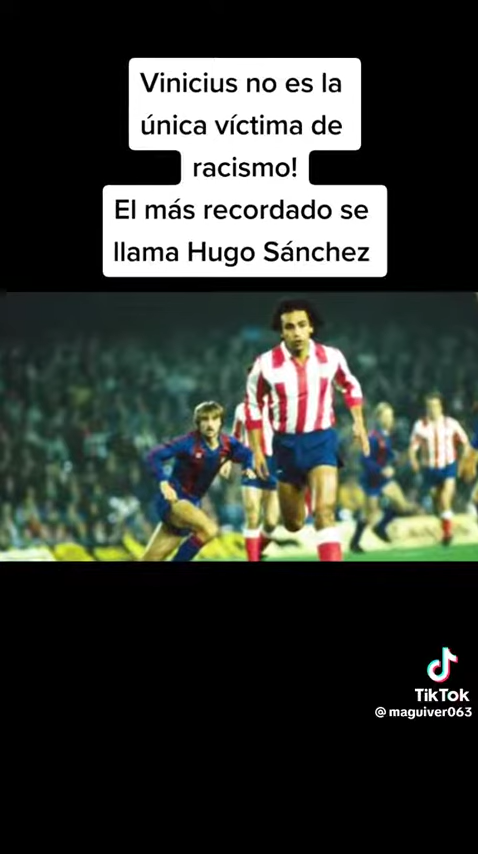 Vinicius no es la
única víctima de
racismo!
El más recordado se
llama Hugo Sánchez
TikTok
@ maguiver063